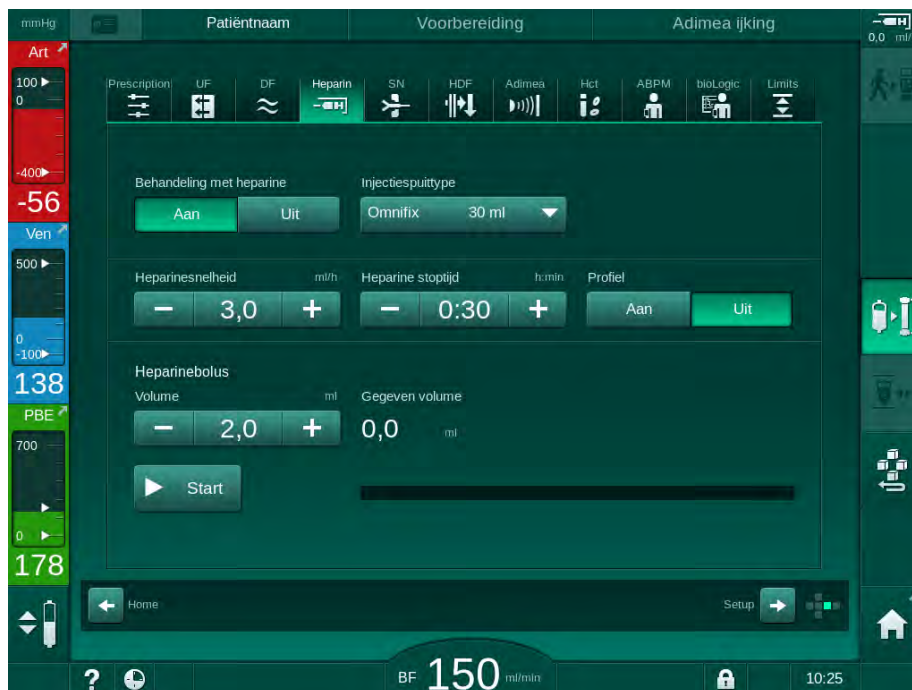 mmHg Patiëntnaam Voorbereiding Adimea ijking
0,0 ml/
Art
100
0
-400
-56
Ven
500
0
-100
138
PBE
700
0
178
Prescription UF DF Heparin SN HDF Adimea Hct ABPM bioLogic Limits
Behandeling met heparine Injectiespuittype
Aan Uit Omnifix 30 ml
Heparinesnelheid ml/h Heparine stoptijd h:min Profiel
− 3,0 + − 0:30 + Aan Uit
Heparinebolus
Volume ml Gegeven volume
− 2,0 + 0,0 ml
Start
Home Setup
? BF 150 ml/min 10:25